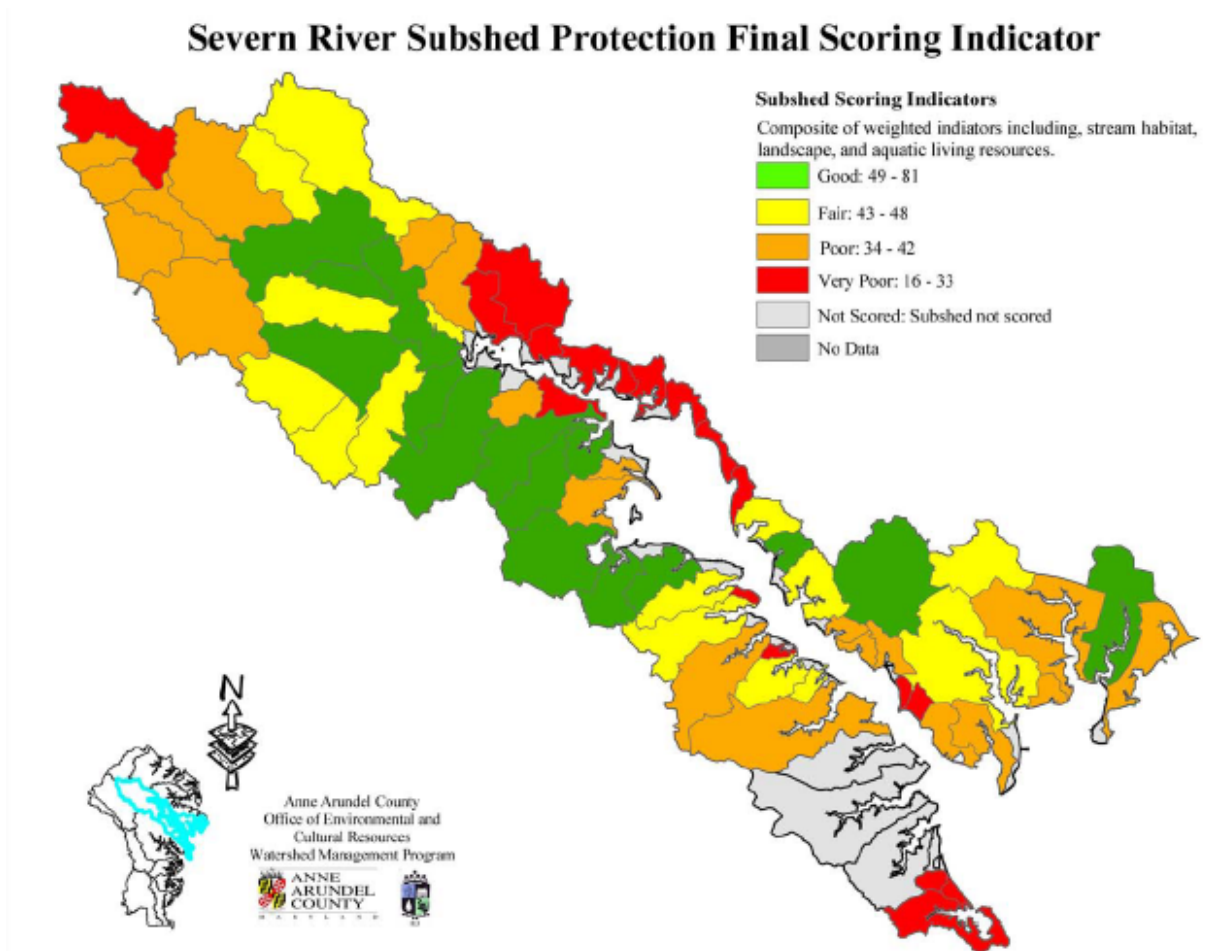 Severn River Subshed Protection Final Scoring Indicator
Subshed Scoring Indicators
Composite of weighted indiators including, stream habitat,
landscape, and aquatic living resources.
Good: 49 - 81
Fair: 43 - 48
Poor: 34 - 42
Very Poor: 16 - 33
Not Scored: Subshed not scored
No Data
N
Anne Arundel County
Office of Environmental and
Cultural Resources
Watershed Management Program
ANNE
ARUNDEL
COUNTY
MARYLAND